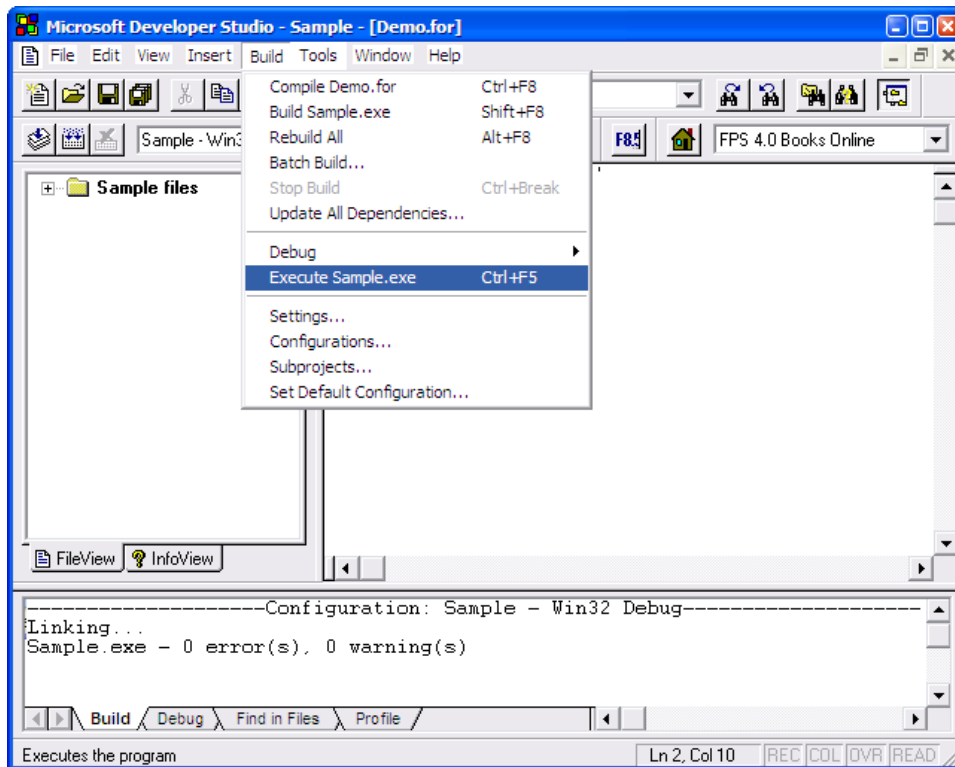 Microsoft Developer Studio - Sample - [Demo.for]
File Edit View Insert Build Tools Window Help
Compile Demo.for Ctrl+F8
Build Sample.exe Shift+F8
Rebuild All Alt+F8
Batch Build...
Stop Build Ctrl+Break
Update All Dependencies...
Debug
Execute Sample.exe Ctrl+F5
Settings...
Configurations...
Subprojects...
Set Default Configuration...
Sample - Win3
F8.5
FPS 4.0 Books Online
Sample files
FileView InfoView
--------------------Configuration: Sample - Win32 Debug--------------------
Linking...
Sample.exe - 0 error(s), 0 warning(s)
Build Debug Find in Files Profile
Executes the program
Ln 2, Col 10 REC COL OVR READ